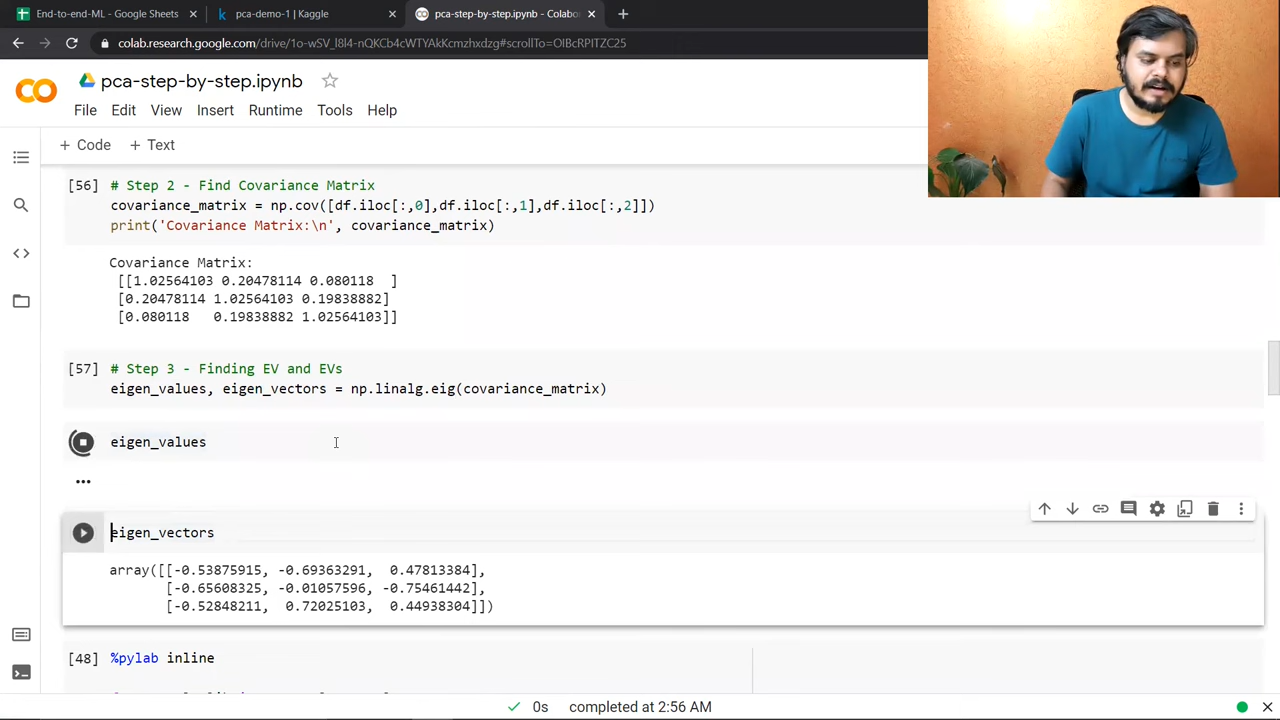 End-to-end-ML - Google Sheets
pca-demo-1 | Kaggle
pca-step-by-step.ipynb - Colabor
colab.research.google.com/drive/1o-wSV_l8l4-nQKCb4cWTYAkKcmzhxdzg#scrollTo=OIBcRPITZC25
pca-step-by-step.ipynb
File Edit View Insert Runtime Tools Help
+ Code + Text
[56] # Step 2 - Find Covariance Matrix
covariance_matrix = np.cov([df.iloc[:,0],df.iloc[:,1],df.iloc[:,2]])
print('Covariance Matrix:\n', covariance_matrix)
Covariance Matrix:
[[1.02564103 0.20478114 0.080118  ]
[0.20478114 1.02564103 0.19838882]
[0.080118   0.19838882 1.02564103]]
[57] # Step 3 - Finding EV and EVs
eigen_values, eigen_vectors = np.linalg.eig(covariance_matrix)
eigen_values
...
eigen_vectors
array([[-0.53875915, -0.69363291,  0.47813384],
[-0.65608325, -0.01057596, -0.75461442],
[-0.52848211,  0.72025103,  0.44938304]])
[48] %pylab inline
0s completed at 2:56 AM